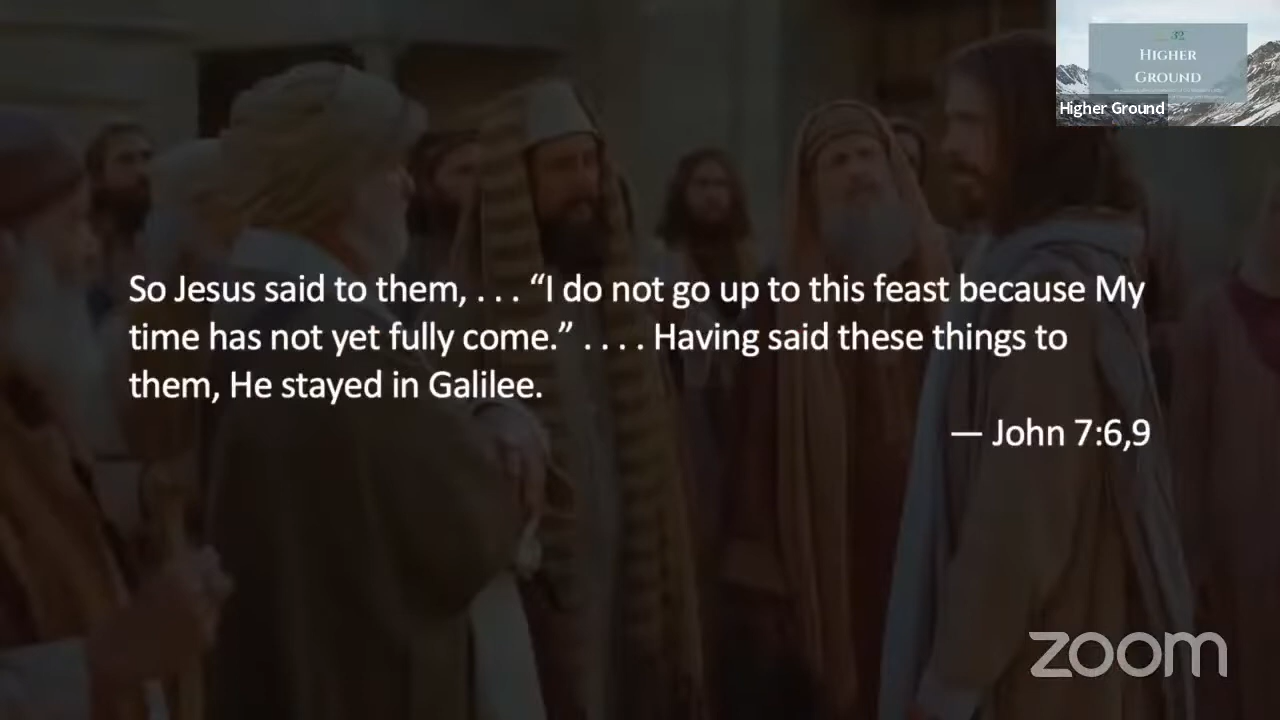 32
HIGHER
GROUND
Higher Ground
So Jesus said to them, . . . “I do not go up to this feast because My
time has not yet fully come.” . . . . Having said these things to
them, He stayed in Galilee.
— John 7:6,9
zoom